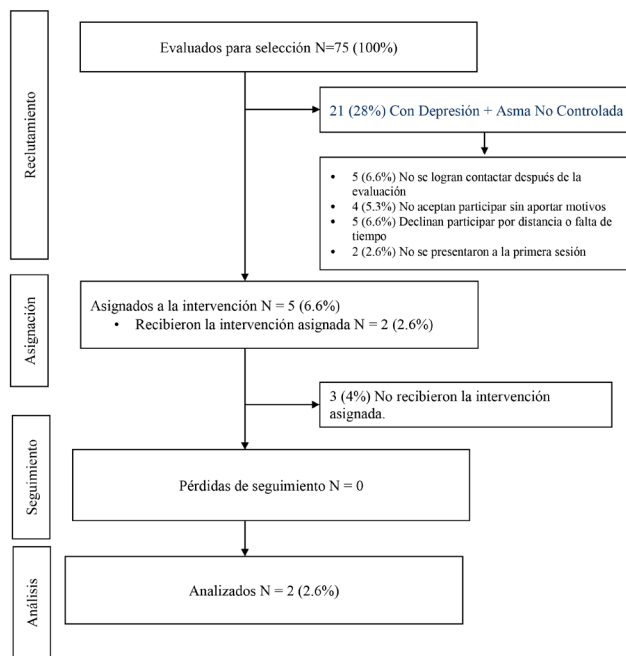 Reclutamiento
Evaluados para selección N=75 (100%)
21 (28%) Con Depresión + Asma No Controlada
• 5 (6.6%) No se logran contactar después de la
evaluación
• 4 (5.3%) No aceptan participar sin aportar motivos
• 5 (6.6%) Declinan participar por distancia o falta de
tiempo
• 2 (2.6%) No se presentaron a la primera sesión
Asignación
Asignados a la intervención N = 5 (6.6%)
• Recibieron la intervención asignada N = 2 (2.6%)
3 (4%) No recibieron la intervención
asignada.
Seguimiento
Pérdidas de seguimiento N = 0
Análisis
Analizados N = 2 (2.6%)